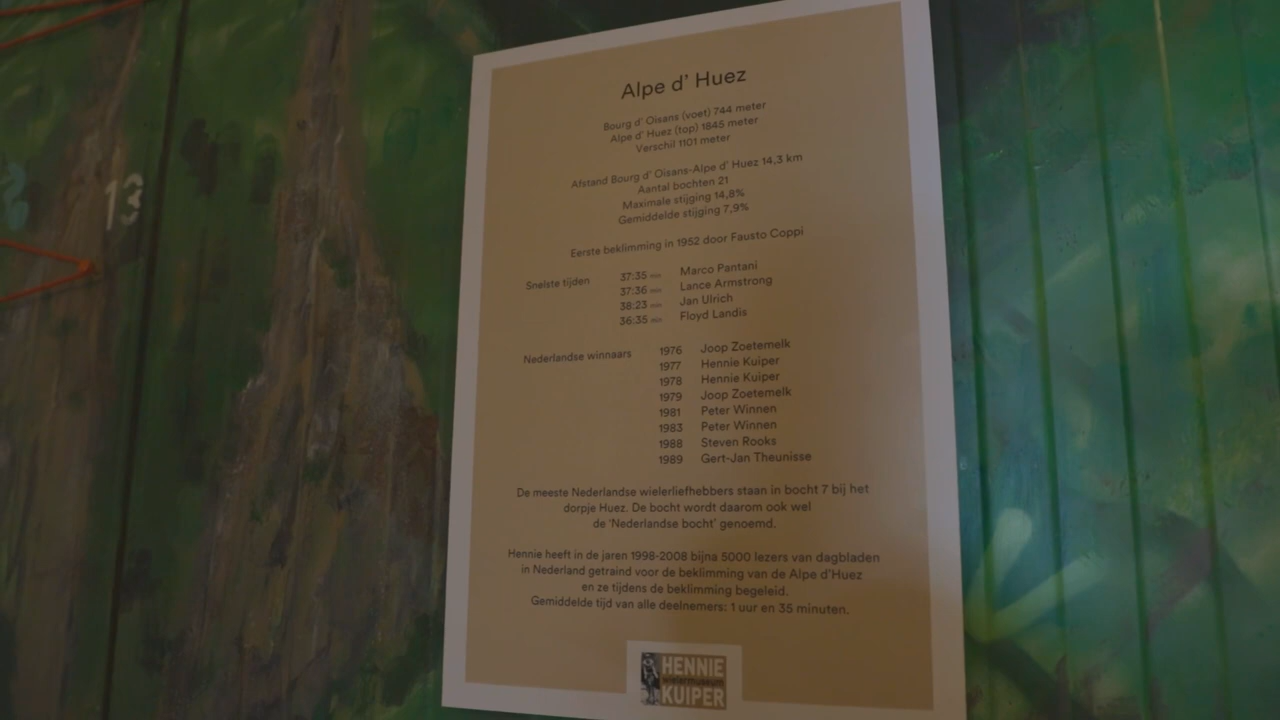 13
Alpe d' Huez
Bourg d' Oisans (voet) 744 meter
Alpe d' Huez (top) 1845 meter
Verschil 1101 meter
Afstand Bourg d' Oisans-Alpe d' Huez 14,3 km
Aantal bochten 21
Maximale stijging 14,8%
Gemiddelde stijging 7,9%
Eerste beklimming in 1952 door Fausto Coppi
Snelste tijden 37:35 min Marco Pantani
37:36 min Lance Armstrong
38:23 min Jan Ulrich
36:35 min Floyd Landis
Nederlandse winnaars 1976 Joop Zoetemelk
1977 Hennie Kuiper
1978 Hennie Kuiper
1979 Joop Zoetemelk
1981 Peter Winnen
1983 Peter Winnen
1988 Steven Rooks
1989 Gert-Jan Theunisse
De meeste Nederlandse wielerliefhebbers staan in bocht 7 bij het
dorpje Huez. De bocht wordt daarom ook wel
de 'Nederlandse bocht' genoemd.
Hennie heeft in de jaren 1998-2008 bijna 5000 lezers van dagbladen
in Nederland getraind voor de beklimming van de Alpe d'Huez
en ze tijdens de beklimming begeleid.
Gemiddelde tijd van alle deelnemers: 1 uur en 35 minuten.
HENNIE
wielermuseum
KUIPER